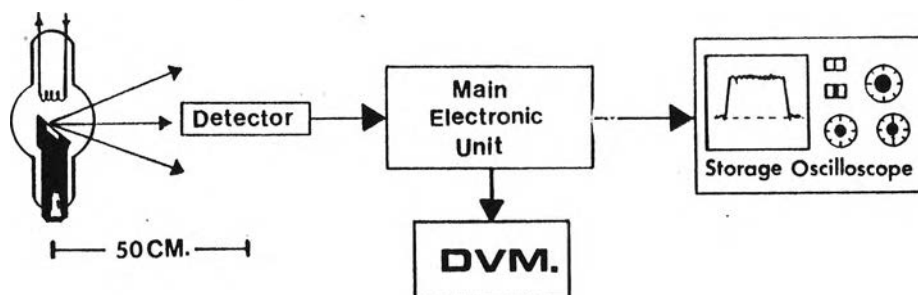 Detector
Main
Electronic
Unit
Storage Oscilloscope
50 CM.
DVM.